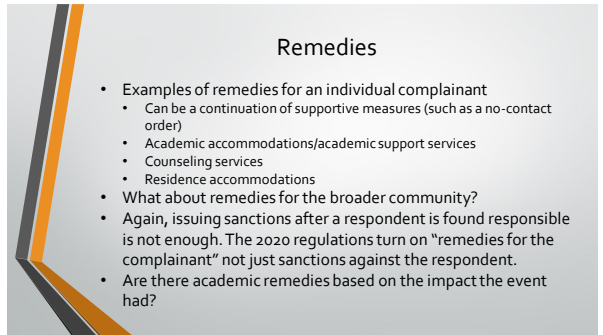 Remedies
• Examples of remedies for an individual complainant
• Can be a continuation of supportive measures (such as a no-contact
order)
• Academic accommodations/academic support services
• Counseling services
• Residence accommodations
• What about remedies for the broader community?
• Again, issuing sanctions after a respondent is found responsible
is not enough. The 2020 regulations turn on “remedies for the
complainant” not just sanctions against the respondent.
• Are there academic remedies based on the impact the event
had?